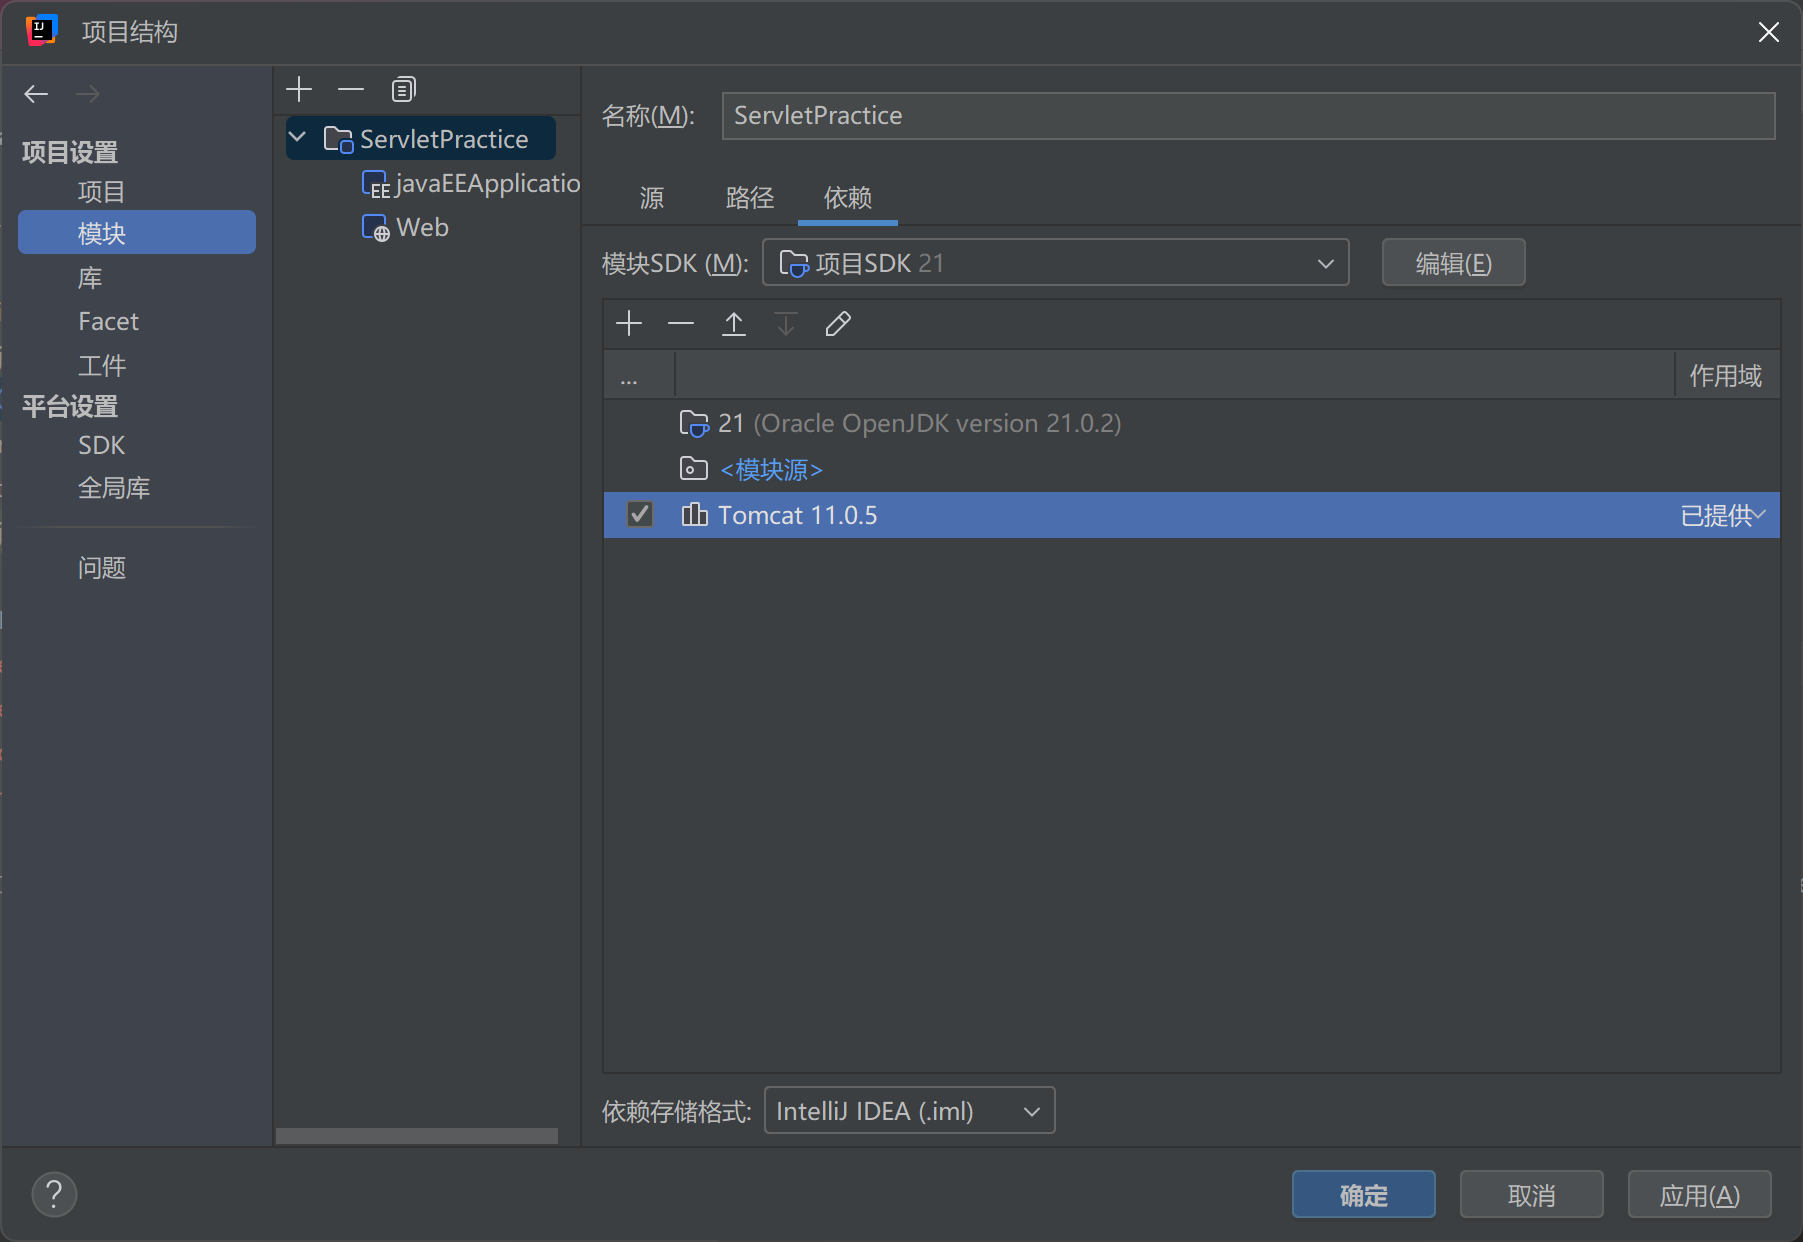 项目结构
项目设置
项目
模块
库
Facet
工件
平台设置
SDK
全局库
问题
ServletPractice
javaEEApplicatio
Web
名称(M):
ServletPractice
源
路径
依赖
模块SDK (M):
项目SDK 21
编辑(E)
...
作用域
21 (Oracle OpenJDK version 21.0.2)
<模块源>
Tomcat 11.0.5
已提供
依赖存储格式:
IntelliJ IDEA (.iml)
?
确定
取消
应用(A)